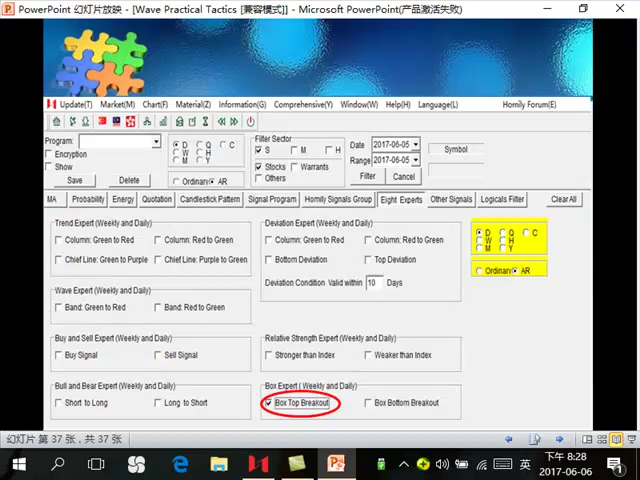 PowerPoint 幻灯片放映 - [Wave Practical Tactics [兼容模式]] - Microsoft PowerPoint(产品激活失败)
Update(T) Market(M) Chart(F) Material(Z) Information(G) Comprehensive(Y) Window(W) Help(H) Language(L) Homily Forum(E)
Program:
Encryption
Show
Save Delete
D Q C
W H
M Y
Ordinary AR
Filter Sector
S M H
Stocks Warrants
Others
Date 2017-06-05
Range 2017-06-05
Filter Cancel
Symbol
MA Probability Energy Quotation Candlestick Pattern Signal Program Homily Signals Group Eight Experts Other Signals Logicals Filter Clear All
Trend Expert (Weekly and Daily)
Column: Green to Red Column: Red to Green
Chief Line: Green to Purple Chief Line: Purple to Green
Deviation Expert (Weekly and Daily)
Column: Green to Red Column: Red to Green
Bottom Deviation Top Deviation
Deviation Condition Valid within 10 Days
D Q C
W H
M Y
Ordinary AR
Wave Expert (Weekly and Daily)
Band: Green to Red Band: Red to Green
Buy and Sell Expert (Weekly and Daily)
Buy Signal Sell Signal
Relative Strength Expert (Weekly and Daily)
Stronger than Index Weaker than Index
Bull and Bear Expert (Weekly and Daily)
Short to Long Long to Short
Box Expert ( Weekly and Daily)
Box Top Breakout Box Bottom Breakout
幻灯片 第 37 张，共 37 张
英
下午 8:28
2017-06-06
1